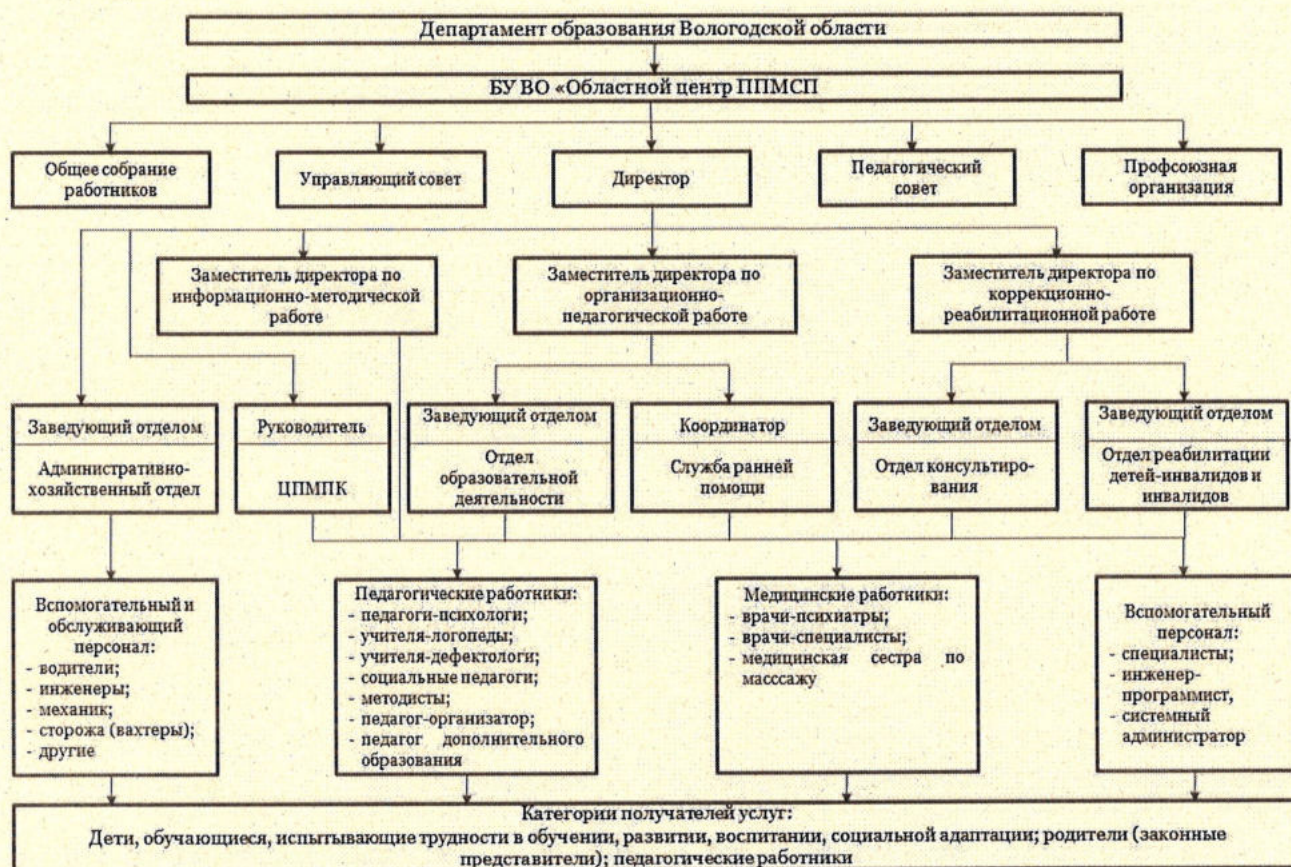 Департамент образования Вологодской области
БУ ВО «Областной центр ППМСП
Общее собрание
работников
Управляющий совет
Директор
Педагогический
совет
Профсоюзная
организация
Заместитель директора по
информационно-методической
работе
Заместитель директора по
организационно-
педагогической работе
Заместитель директора по
коррекционно-
реабилитационной работе
Заведующий отделом
Административно-
хозяйственный отдел
Руководитель
ЦПМПК
Заведующий отделом
Отдел
образовательной
деятельности
Координатор
Служба ранней
помощи
Заведующий отделом
Отдел консультиро-
вания
Заведующий отделом
Отдел реабилитации
детей-инвалидов и
инвалидов
Вспомогательный и
обслуживающий
персонал:
- водители;
- инженеры;
- механик;
- сторожа (вахтеры);
- другие
Педагогические работники:
- педагоги-психологи;
- учителя-логопеды;
- учителя-дефектологи;
- социальные педагоги;
- методисты;
- педагог-организатор;
- педагог дополнительного
образования
Медицинские работники:
- врачи-психиатры;
- врачи-специалисты;
- медицинская сестра по
масссажу
Вспомогательный
персонал:
- специалисты;
- инженер-
программист,
- системный
администратор
Категории получателей услуг:
Дети, обучающиеся, испытывающие трудности в обучении, развитии, воспитании, социальной адаптации; родители (законные
представители); педагогические работники